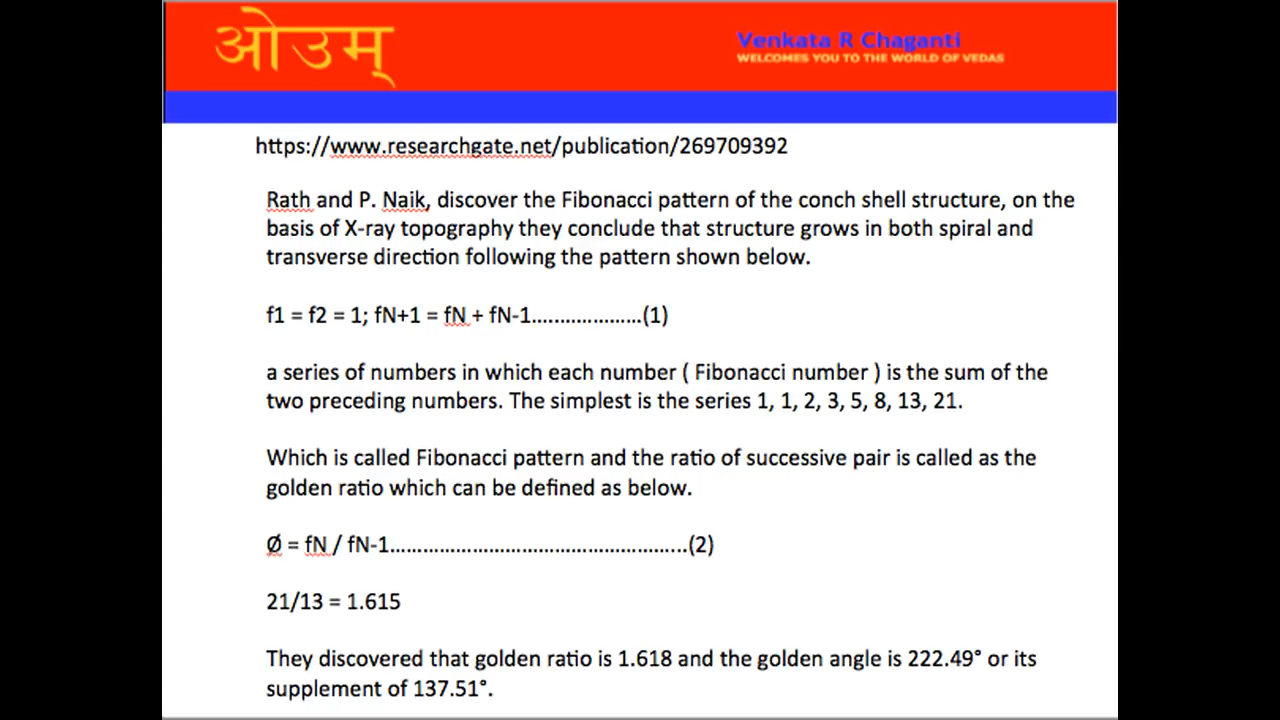 ओउम्
Venkata R Chaganti
WELCOMES YOU TO THE WORLD OF VEDAS
https://www.researchgate.net/publication/269709392
Rath and P. Naik, discover the Fibonacci pattern of the conch shell structure, on the
basis of X-ray topography they conclude that structure grows in both spiral and
transverse direction following the pattern shown below.
f1 = f2 = 1; fN+1 = fN + fN-1....................(1)
a series of numbers in which each number ( Fibonacci number ) is the sum of the
two preceding numbers. The simplest is the series 1, 1, 2, 3, 5, 8, 13, 21.
Which is called Fibonacci pattern and the ratio of successive pair is called as the
golden ratio which can be defined as below.
Ø = fN / fN-1......................................................(2)
21/13 = 1.615
They discovered that golden ratio is 1.618 and the golden angle is 222.49° or its
supplement of 137.51°.